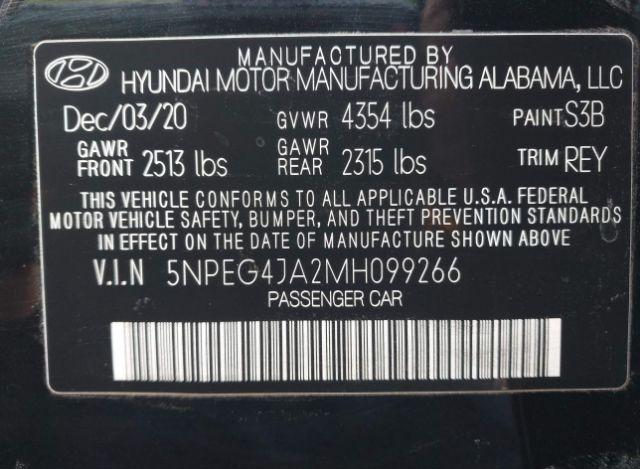 MANUFACTURED BY
HYUNDAI MOTOR MANUFACTURING ALABAMA, LLC
Dec/03/20 GVWR 4354 lbs PAINT S3B
GAWR FRONT 2513 lbs GAWR REAR 2315 lbs TRIM REY
THIS VEHICLE CONFORMS TO ALL APPLICABLE U.S.A. FEDERAL
MOTOR VEHICLE SAFETY, BUMPER, AND THEFT PREVENTION STANDARDS
IN EFFECT ON THE DATE OF MANUFACTURE SHOWN ABOVE
V.I.N 5NPEG4JA2MH099266
PASSENGER CAR